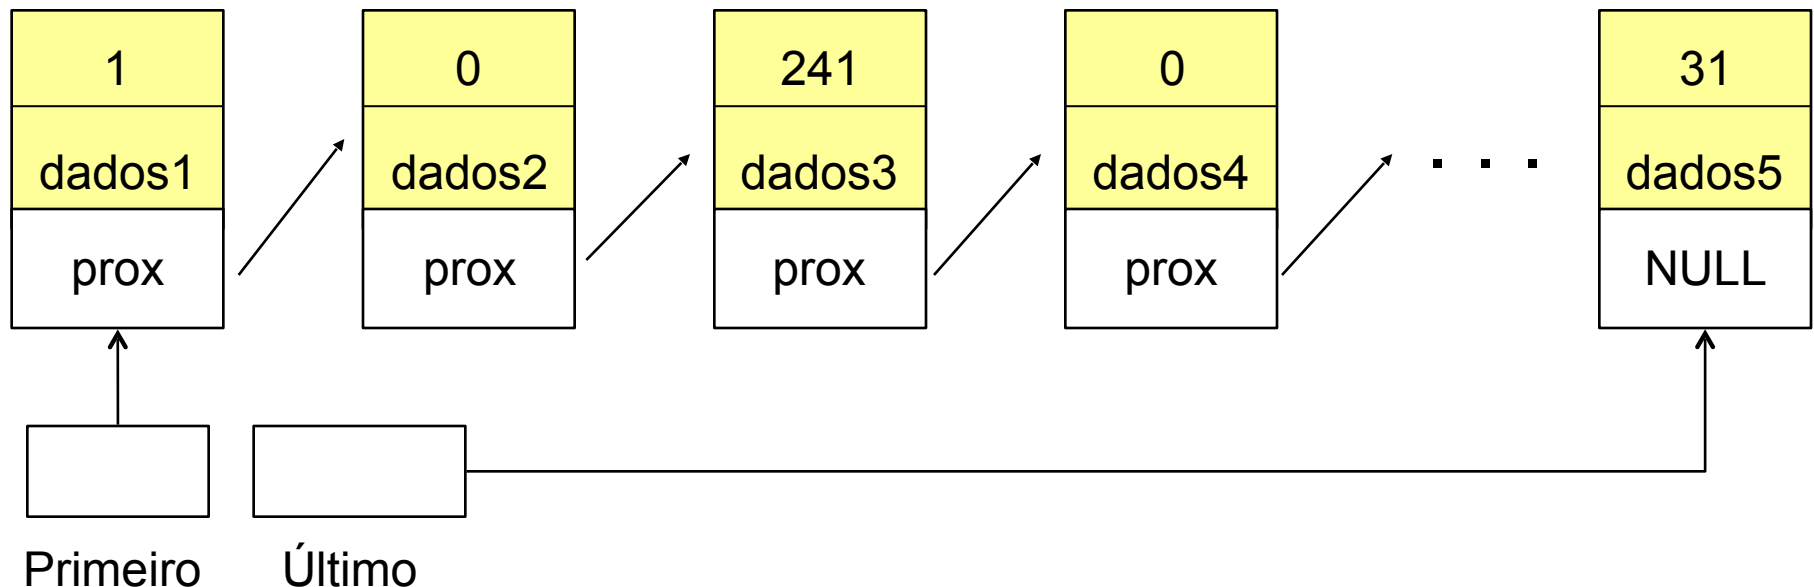 1 0 241 0 31
dados1 dados2 dados3 dados4 . . . dados5
prox prox prox prox NULL
Primeiro Último